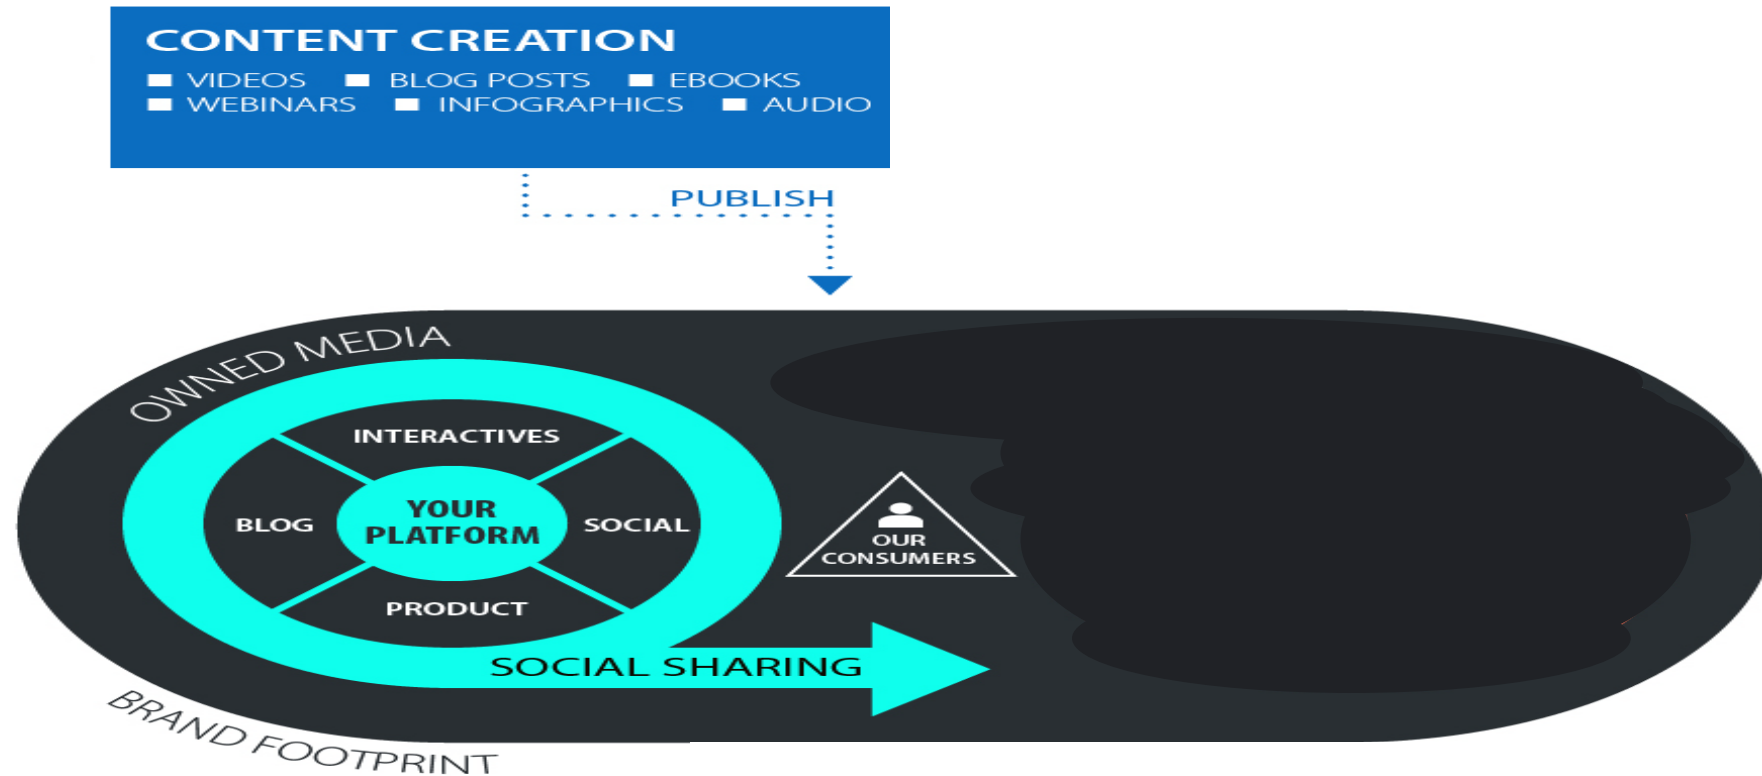 CONTENT CREATION
VIDEOS BLOG POSTS EBOOKS
WEBINARS INFOGRAPHICS AUDIO
PUBLISH
OWNED MEDIA
INTERACTIVES
BLOG
YOUR
PLATFORM
SOCIAL
PRODUCT
OUR
CONSUMERS
SOCIAL SHARING
BRAND FOOTPRINT